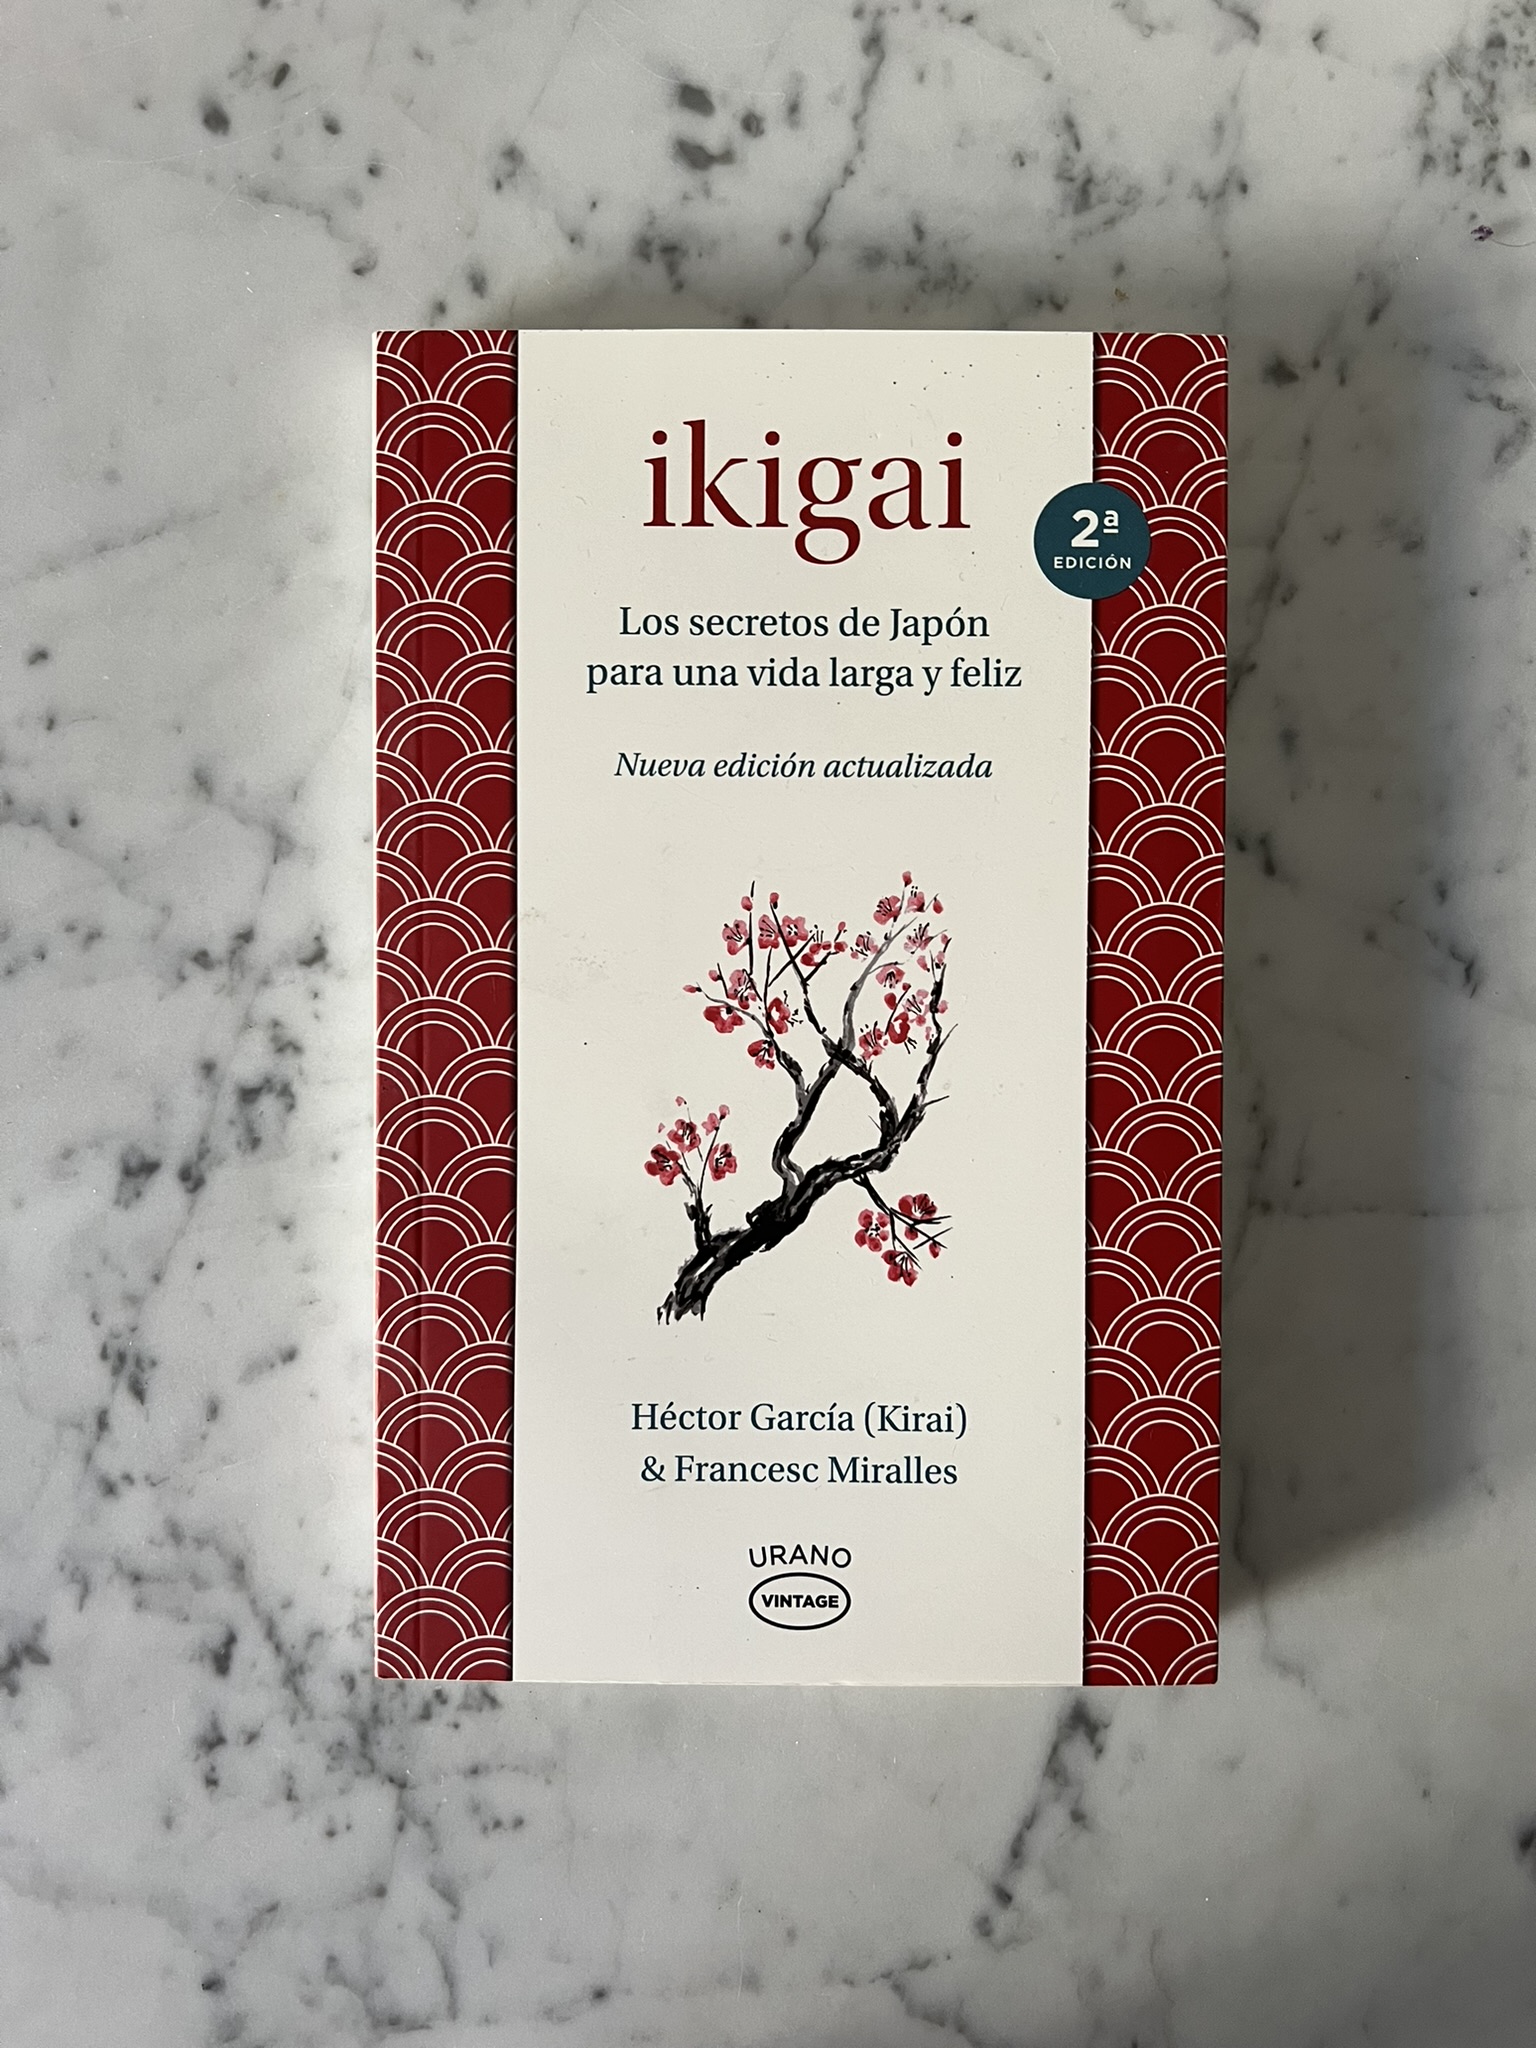 ikigai
2ª
EDICIÓN
Los secretos de Japón
para una vida larga y feliz
Nueva edición actualizada
Héctor García (Kirai)
& Francesc Miralles
URANO
VINTAGE